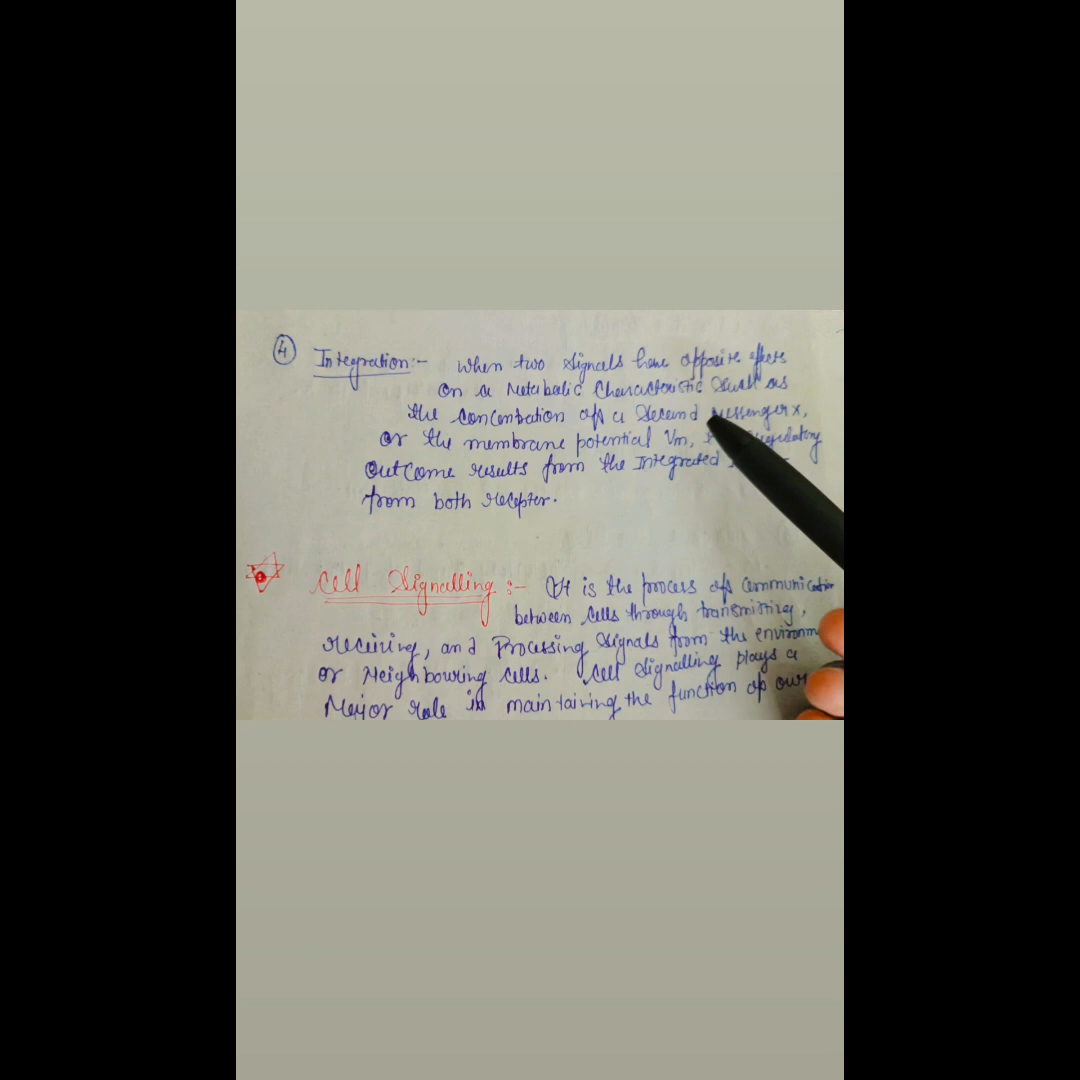 4 Integration:- When two signals have opposite effects
on a Metabolic Characteristic such as
the concentration of a second messenger x,
or the membrane potential Vm, regulatory
outcome results from the Integrated
from both receptor.
Cell Signalling :- It is the process of communication
between cells through transmitting,
receiving, and Processing signals from the environm
or Neighbouring cells. Cell signalling plays a
Major role in maintaining the function of our